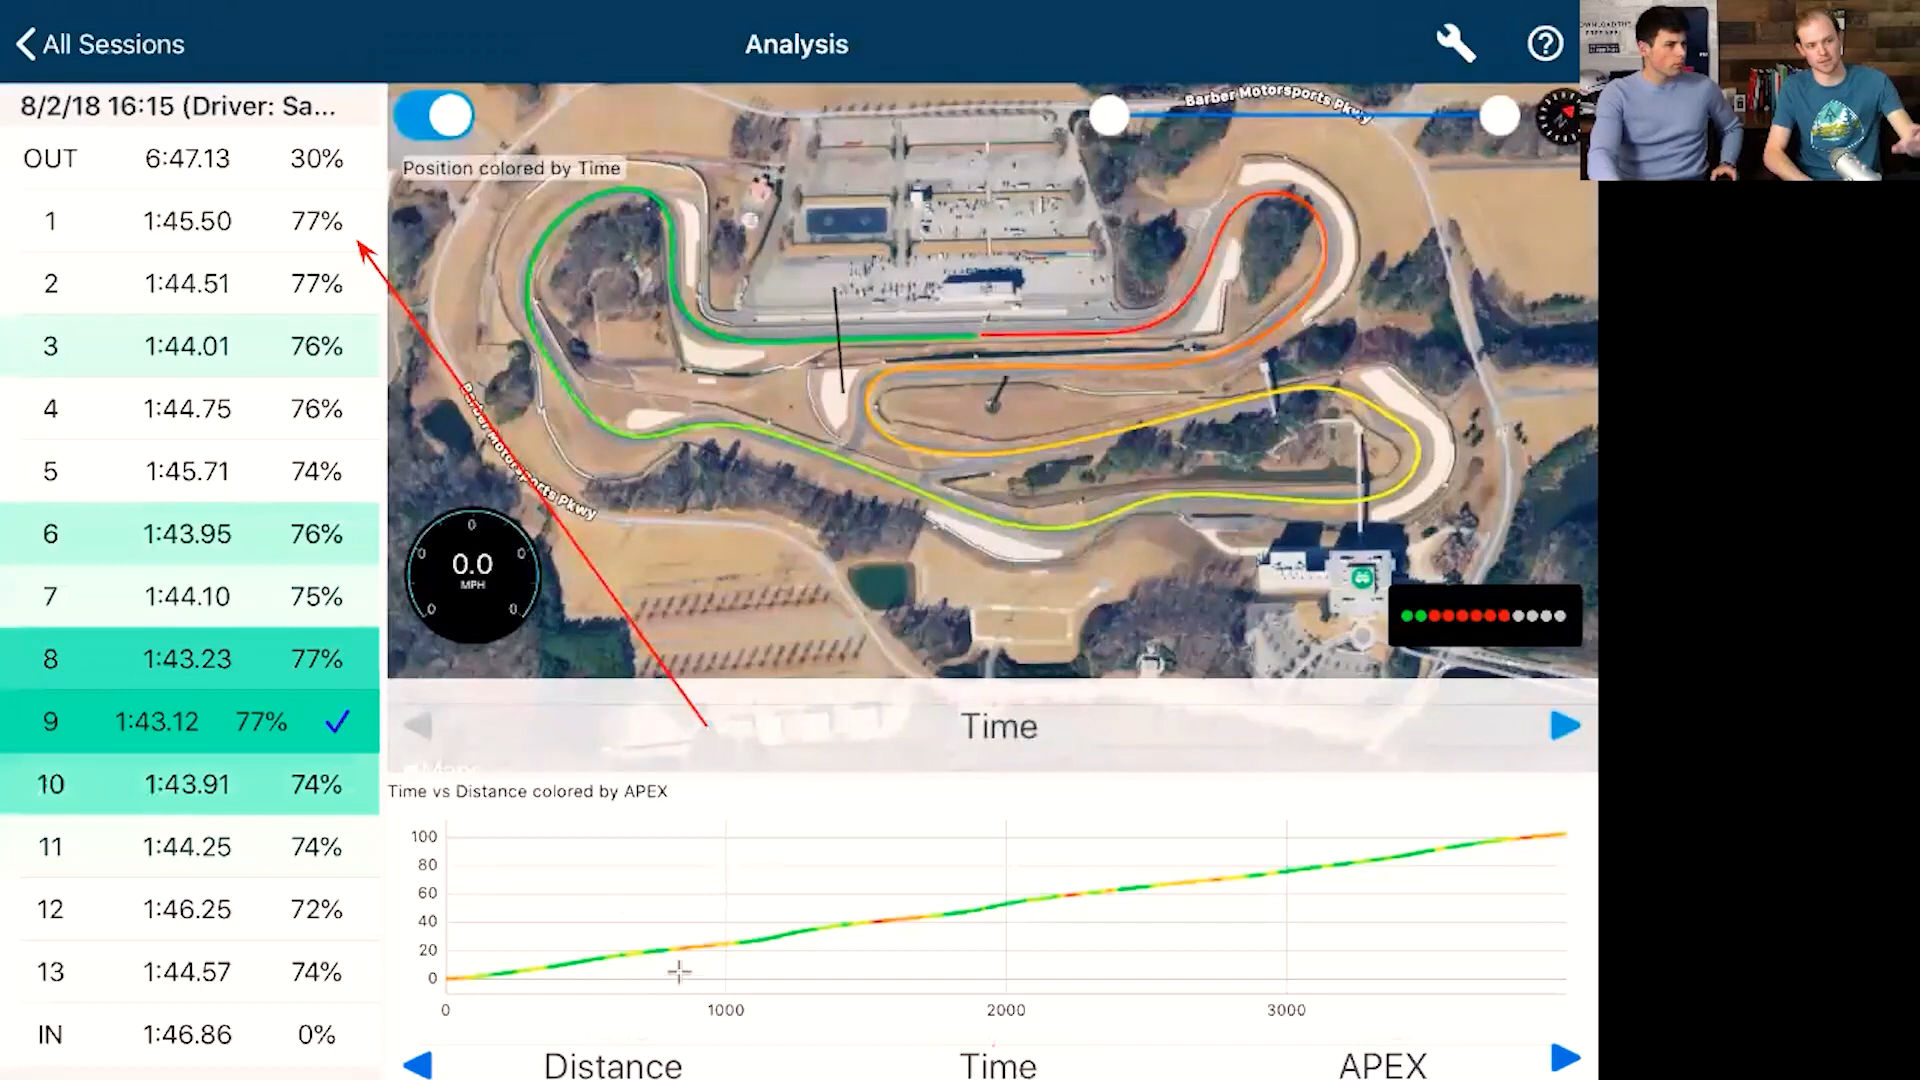 All Sessions
Analysis
8/2/18 16:15 (Driver: Sa...
OUT 6:47.13 30%
1 1:45.50 77%
2 1:44.51 77%
3 1:44.01 76%
4 1:44.75 76%
5 1:45.71 74%
6 1:43.95 76%
7 1:44.10 75%
8 1:43.23 77%
9 1:43.12 77%
10 1:43.91 74%
11 1:44.25 74%
12 1:46.25 72%
13 1:44.57 74%
IN 1:46.86 0%
Position colored by Time
Barber Motorsports Pkwy
Barber Motorsports Pkwy
0
0 0
0.0
MPH
0 0
Time
Maps
Time vs Distance colored by APEX
100
80
60
40
20
0
0 1000 2000 3000
Distance Time APEX